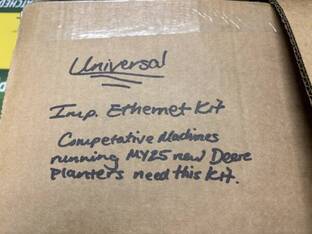 Universal
Imp. Ethernet Kit
Competative Machines
running MY25 new Deere
Planters need this Kit.